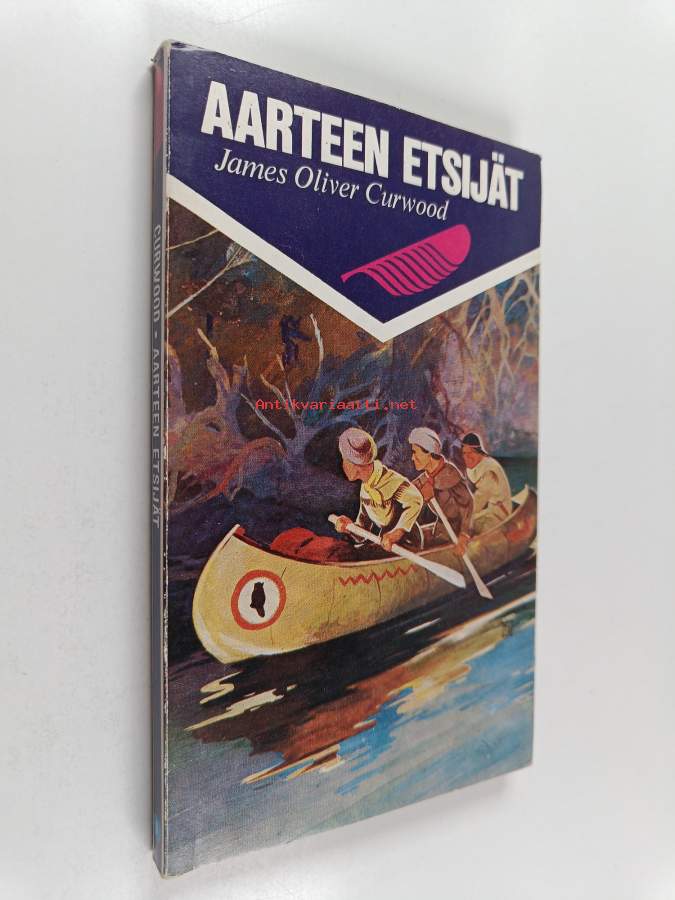 AARTEEN ETSIJÄT
James Oliver Curwood
CURWOOD - AARTEEN ETSIJÄT
Antikvariaatti.net